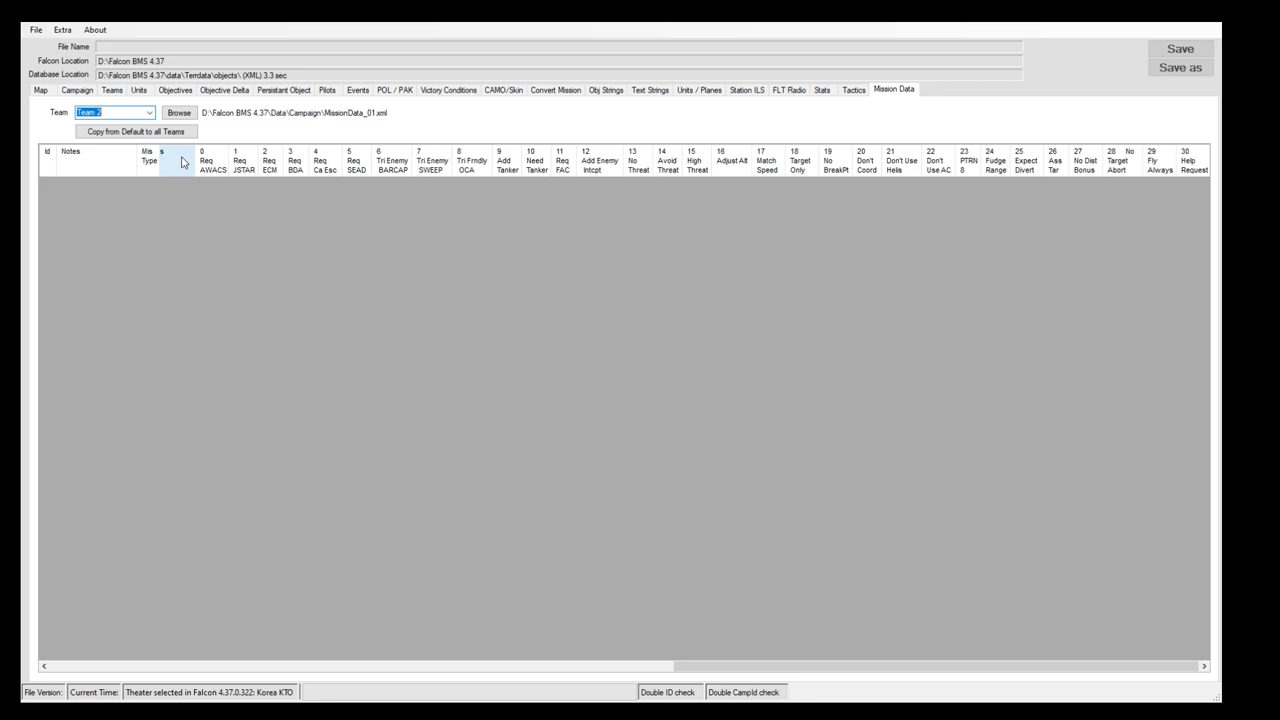 File Extra About
File Name
Save
Falcon Location D:\Falcon BMS 4.37
Save as
Database Location D:\Falcon BMS 4.37\data\Terrdata\objects\ (XML) 3.3 sec
Map Campaign Teams Units Objectives Objective Delta Persistant Object Pilots Events POL / PAK Victory Conditions CAMO/Skin Convert Mission Obj Strings Text Strings Units / Planes Station ILS FLT Radio Stats Tactics Mission Data
Team Team 2 Browse D:\Falcon BMS 4.37\Data\Campaign\MissionData_01.xml
Copy from Default to all Teams
Id Notes Mis s 0 1 2 3 4 5 6 7 8 9 10 11 12 13 14 15 16 17 18 19 20 21 22 23 24 25 26 27 28 No 29 30
Type Req Req Req Req Req Req Tri Enemy Tri Enemy Tri Frndly Add Need Req Add Enemy No Avoid High Adjust Alt Match Target No Don't Don't Use Don't PTRN Fudge Expect Ass No Dist Target Fly Help
AWACS JSTAR ECM BDA Ca Esc SEAD BARCAP SWEEP OCA Tanker Tanker FAC Intcpt Threat Threat Threat Speed Only BreakPt Coord Helis Use AC 8 Range Divert Tar Bonus Abort Always Request
File Version: Current Time: Theater selected in Falcon 4.37.0.322: Korea KTO Double ID check Double CampId check